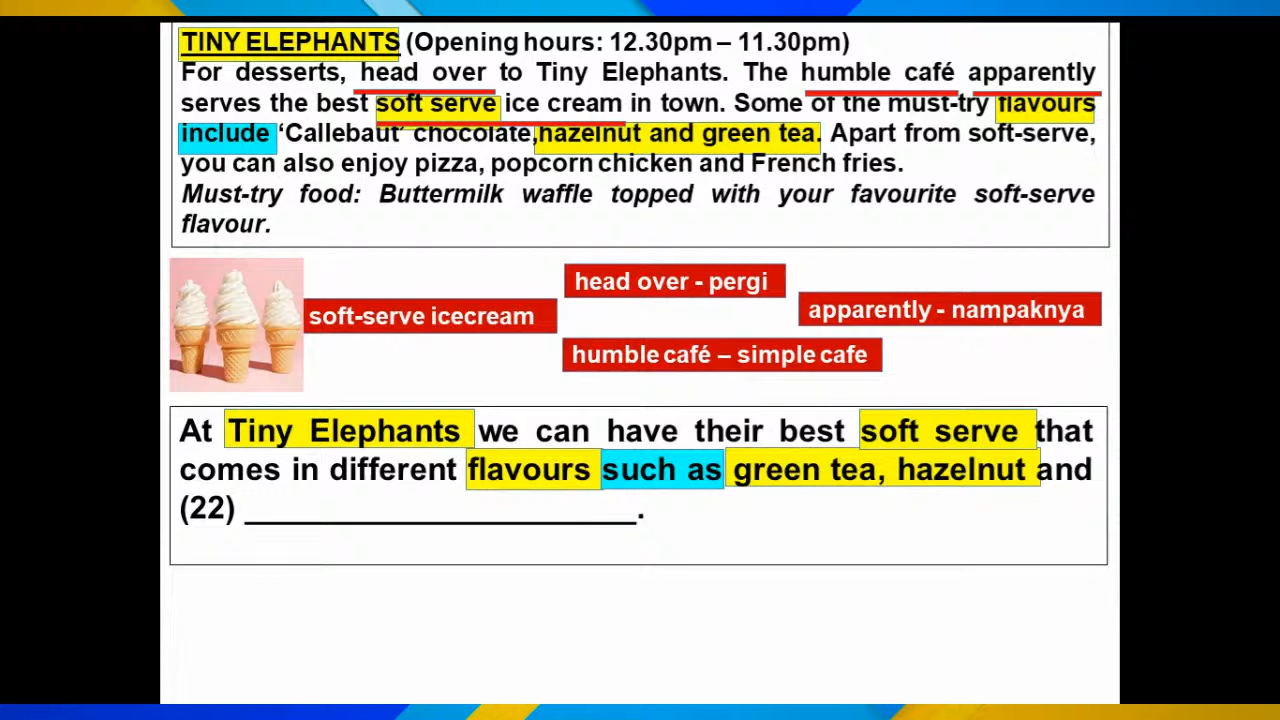 TINY ELEPHANTS (Opening hours: 12.30pm – 11.30pm)
For desserts, head over to Tiny Elephants. The humble café apparently
serves the best soft serve ice cream in town. Some of the must-try flavours
include ‘Callebaut’ chocolate,hazelnut and green tea. Apart from soft-serve,
you can also enjoy pizza, popcorn chicken and French fries.
Must-try food: Buttermilk waffle topped with your favourite soft-serve
flavour.
head over - pergi
soft-serve icecream
apparently - nampaknya
humble café – simple cafe
At Tiny Elephants we can have their best soft serve that
comes in different flavours such as green tea, hazelnut and
(22) ______________________.